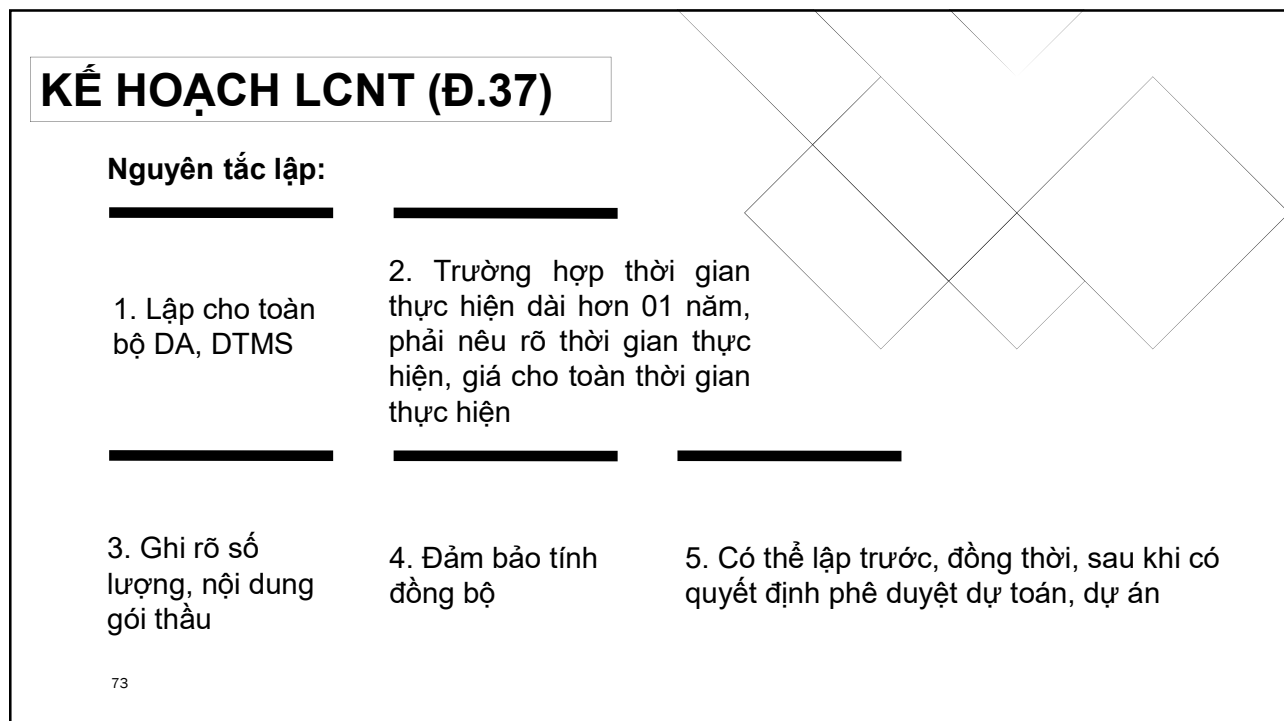 KẾ HOẠCH LCNT (Đ.37)
Nguyên tắc lập:
1. Lập cho toàn
bộ DA, DTMS
2. Trường hợp thời gian
thực hiện dài hơn 01 năm,
phải nêu rõ thời gian thực
hiện, giá cho toàn thời gian
thực hiện
3. Ghi rõ số
lượng, nội dung
gói thầu
4. Đảm bảo tính
đồng bộ
5. Có thể lập trước, đồng thời, sau khi có
quyết định phê duyệt dự toán, dự án
73